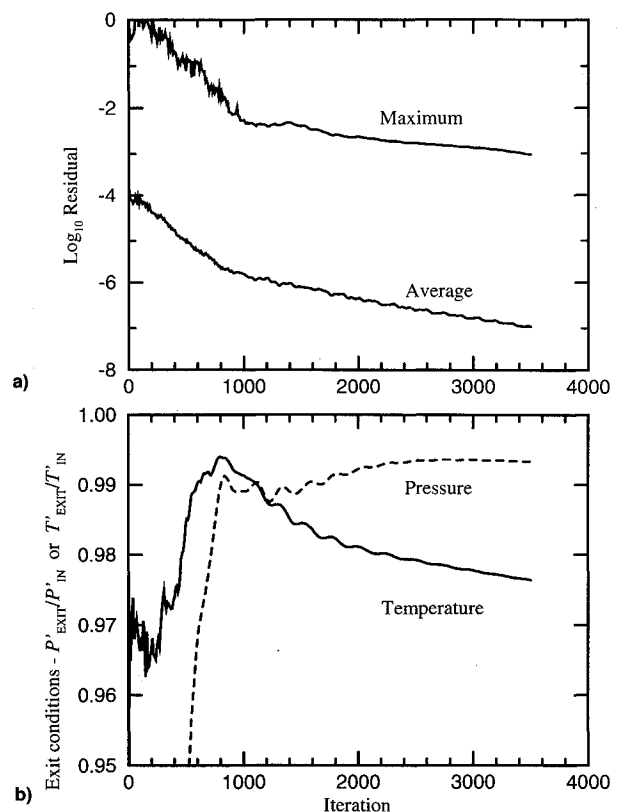 0
-2
-4
-6
-8
Log10 Residual
Maximum
Average
0 1000 2000 3000 4000
a)
1.00
0.99
0.98
0.97
0.96
0.95
Exit conditions - P'EXIT/P'IN or T'EXIT/T'IN
Pressure
Temperature
0 1000 2000 3000 4000
b)
Iteration